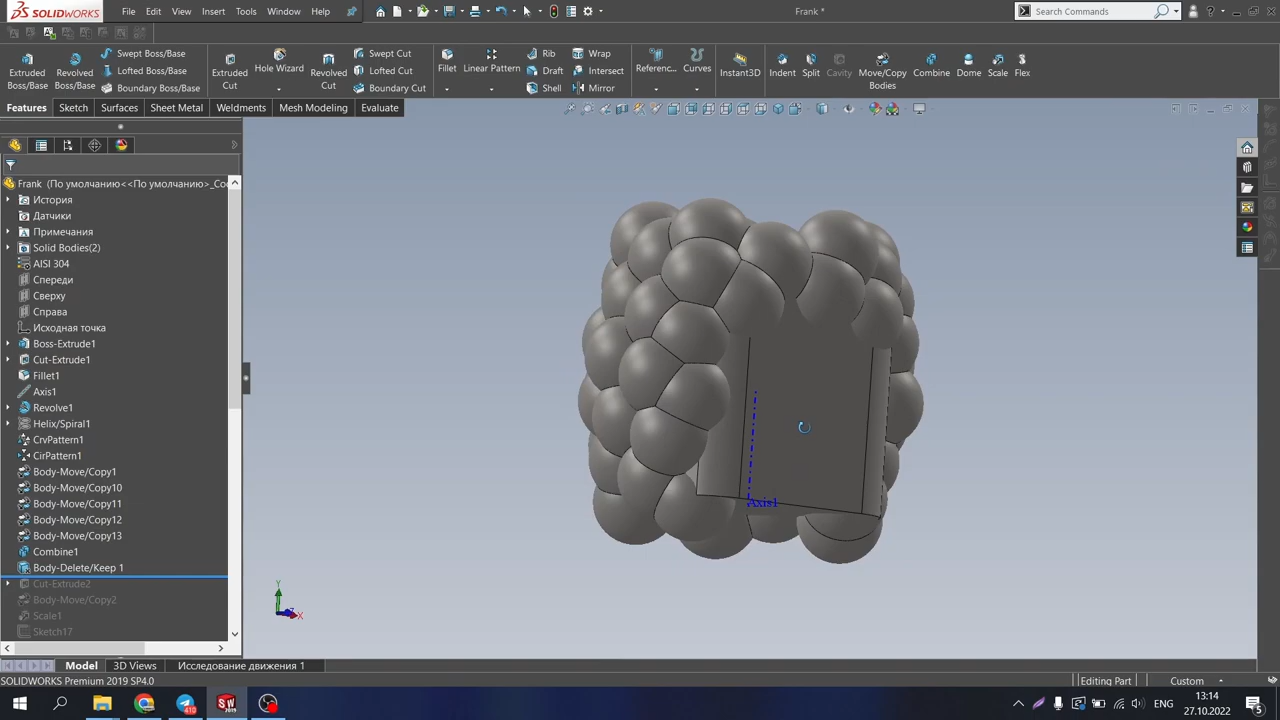 SOLIDWORKS
File Edit View Insert Tools Window Help
Frank *
Search Commands
Extruded Boss/Base
Revolved Boss/Base
Swept Boss/Base
Lofted Boss/Base
Boundary Boss/Base
Extruded Cut
Hole Wizard
Revolved Cut
Swept Cut
Lofted Cut
Boundary Cut
Fillet
Linear Pattern
Rib
Draft
Shell
Wrap
Intersect
Mirror
Referenc...
Curves
Instant3D
Indent
Split
Cavity
Move/Copy Bodies
Combine
Dome
Scale
Flex
Features Sketch Surfaces Sheet Metal Weldments Mesh Modeling Evaluate
Frank (По умолчанию<<По умолчанию>_Сос
История
Датчики
Примечания
Solid Bodies(2)
AISI 304
Спереди
Сверху
Справа
Исходная точка
Boss-Extrude1
Cut-Extrude1
Fillet1
Axis1
Revolve1
Helix/Spiral1
CrvPattern1
CirPattern1
Body-Move/Copy1
Body-Move/Copy10
Body-Move/Copy11
Body-Move/Copy12
Body-Move/Copy13
Combine1
Body-Delete/Keep 1
Cut-Extrude2
Body-Move/Copy2
Scale1
Sketch17
Axis1
Y
Z
X
Model 3D Views Исследование движения 1
SOLIDWORKS Premium 2019 SP4.0
Editing Part
Custom
410
SW
2019
ENG
13:14
27.10.2022
5